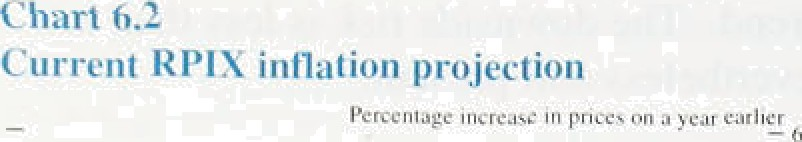 Chart 6.2
Current RPIX inflation projection
Percentage increase in prices on a year earlier
6